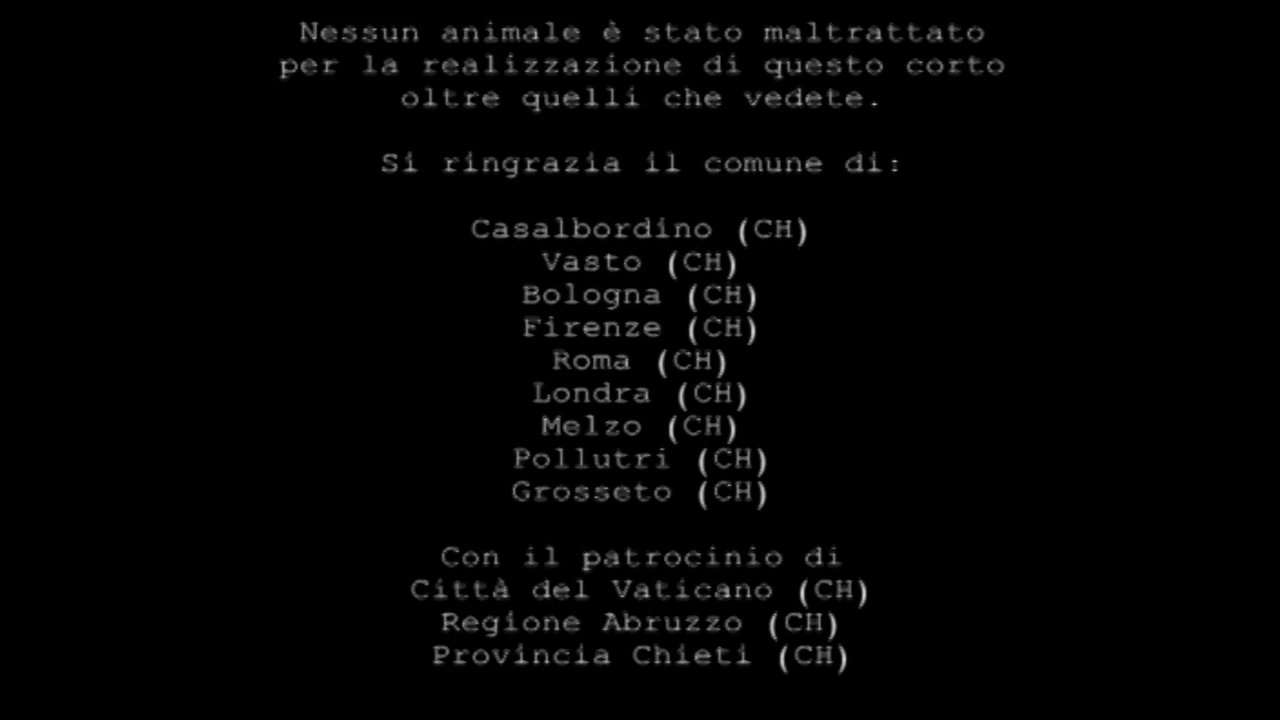 Nessun animale è stato maltrattato
per la realizzazione di questo corto
oltre quelli che vedete.
Si ringrazia il comune di:
Casalbordino (CH)
Vasto (CH)
Bologna (CH)
Firenze (CH)
Roma (CH)
Londra (CH)
Melzo (CH)
Pollutri (CH)
Grosseto (CH)
Con il patrocinio di
Città del Vaticano (CH)
Regione Abruzzo (CH)
Provincia Chieti (CH)